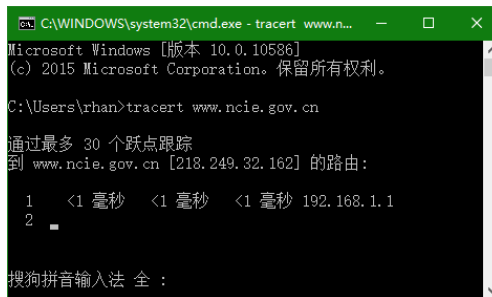 C:\WINDOWS\system32\cmd.exe - tracert www.n...
Microsoft Windows [版本 10.0.10586]
(c) 2015 Microsoft Corporation。保留所有权利。
C:\Users\rhan>tracert www.ncie.gov.cn
通过最多 30 个跃点跟踪
到 www.ncie.gov.cn [218.249.32.162] 的路由:
1 <1 毫秒 <1 毫秒 <1 毫秒 192.168.1.1
2
搜狗拼音输入法 全 :